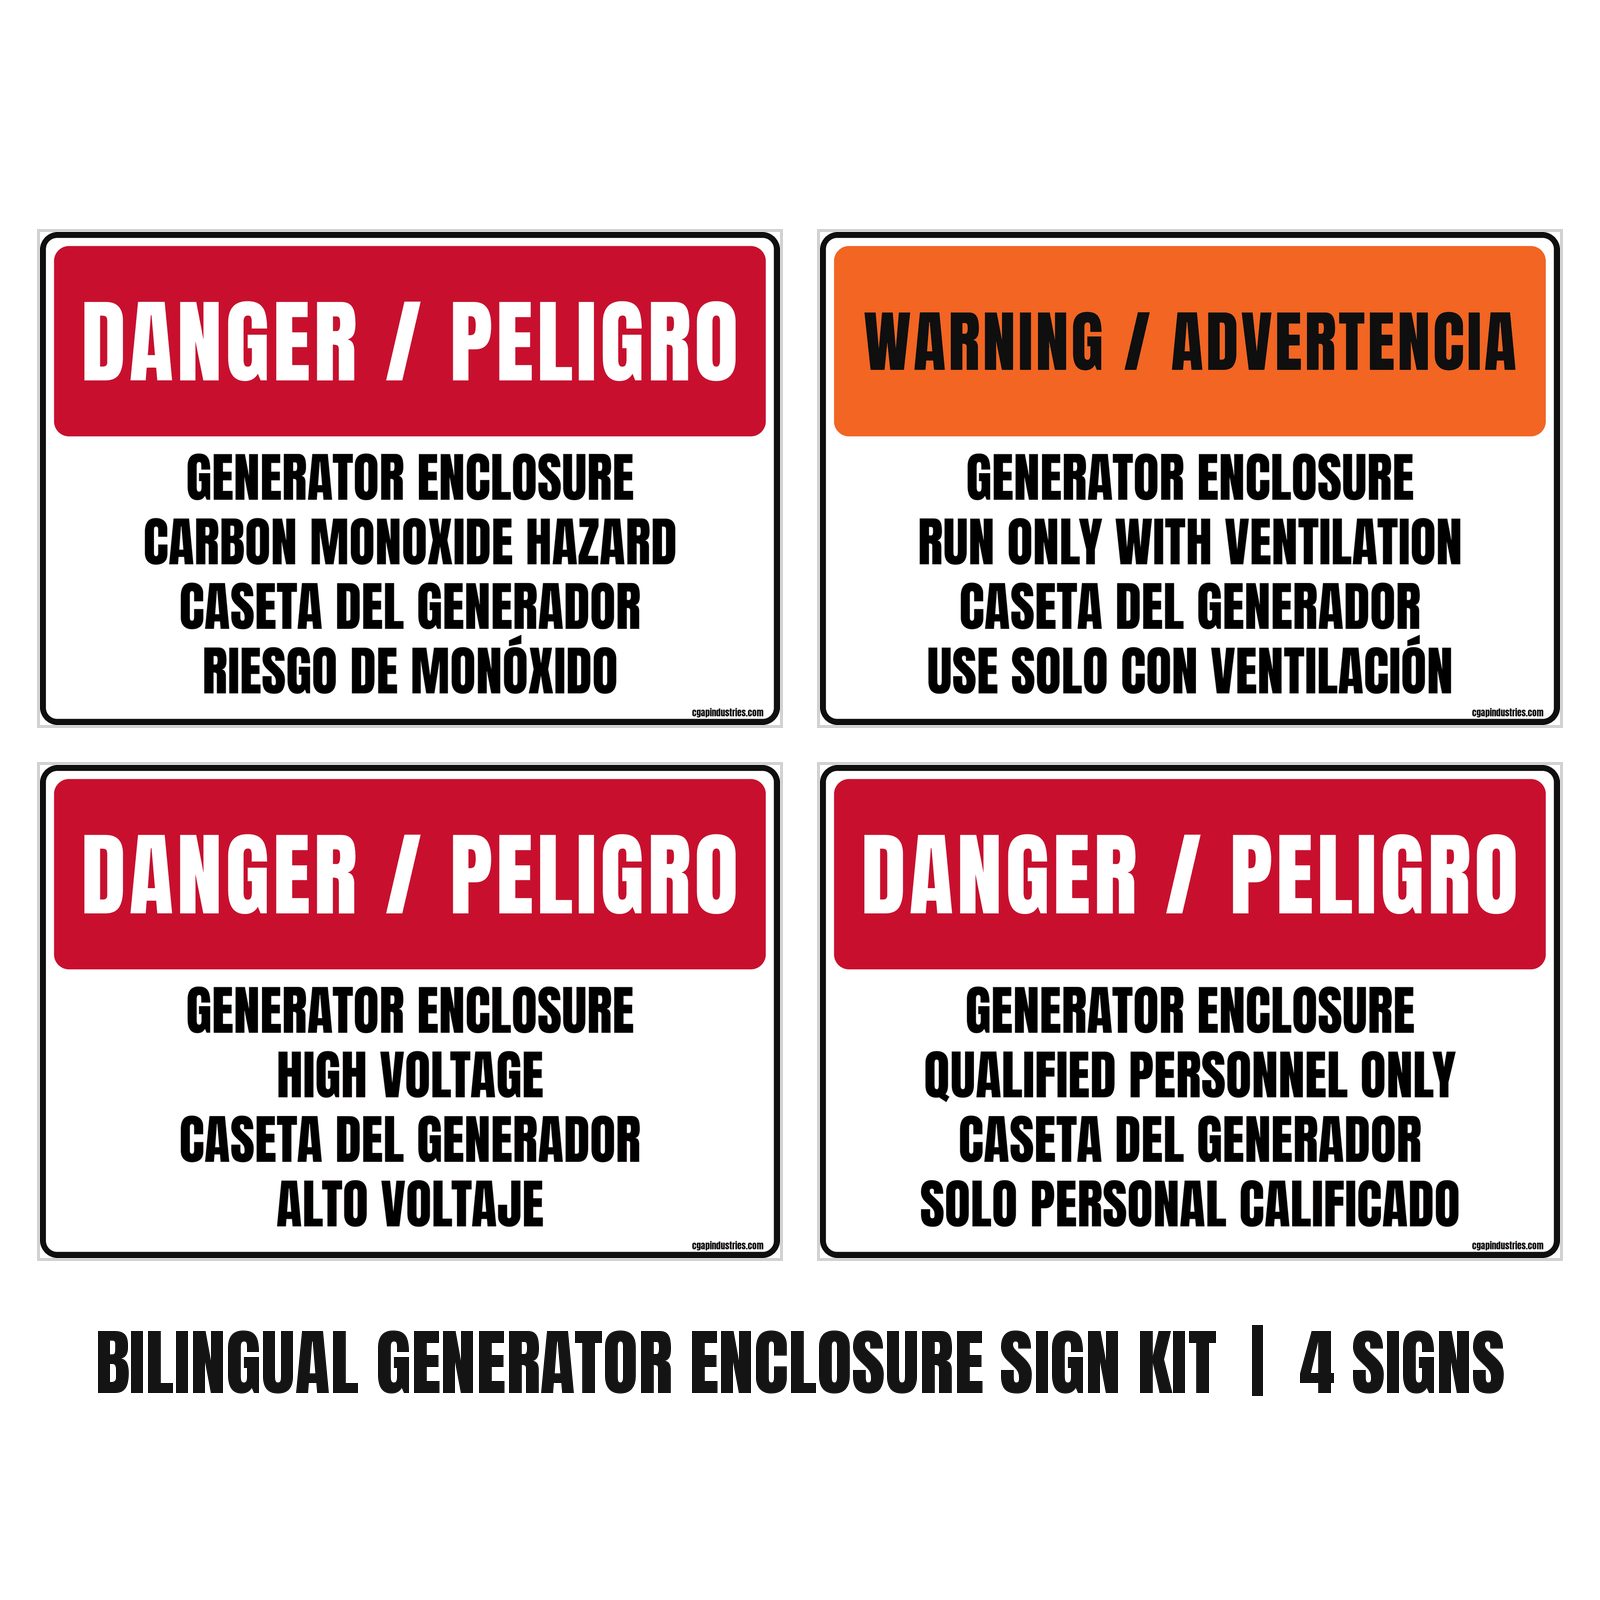 DANGER / PELIGRO
GENERATOR ENCLOSURE
CARBON MONOXIDE HAZARD
CASETA DEL GENERADOR
RIESGO DE MONÓXIDO
cgapindustries.com
WARNING / ADVERTENCIA
GENERATOR ENCLOSURE
RUN ONLY WITH VENTILATION
CASETA DEL GENERADOR
USE SOLO CON VENTILACIÓN
cgapindustries.com
DANGER / PELIGRO
GENERATOR ENCLOSURE
HIGH VOLTAGE
CASETA DEL GENERADOR
ALTO VOLTAJE
cgapindustries.com
DANGER / PELIGRO
GENERATOR ENCLOSURE
QUALIFIED PERSONNEL ONLY
CASETA DEL GENERADOR
SOLO PERSONAL CALIFICADO
cgapindustries.com
BILINGUAL GENERATOR ENCLOSURE SIGN KIT | 4 SIGNS